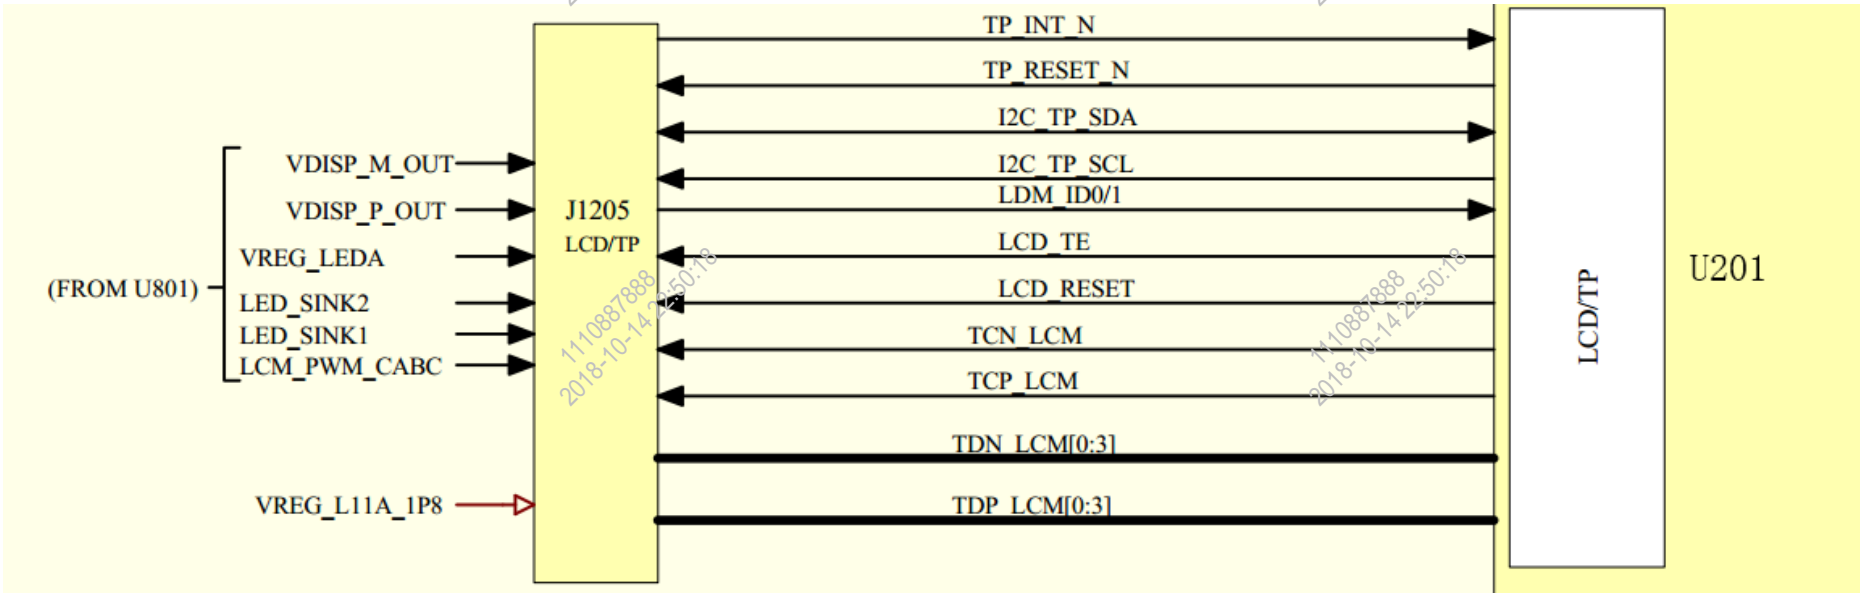 TP_INT_N
TP_RESET_N
I2C_TP_SDA
I2C_TP_SCL
LDM_ID0/1
LCD_TE
LCD_RESET
TCN_LCM
TCP_LCM
TDN_LCM[0:3]
TDP_LCM[0:3]
(FROM U801)
VDISP_M_OUT
VDISP_P_OUT
VREG_LEDA
LED_SINK2
LED_SINK1
LCM_PWM_CABC
VREG_L11A_1P8
J1205
LCD/TP
LCD/TP
U201
1110887888
2018-10-14 22:50:18
1110887888
2018-10-14 22:50:18